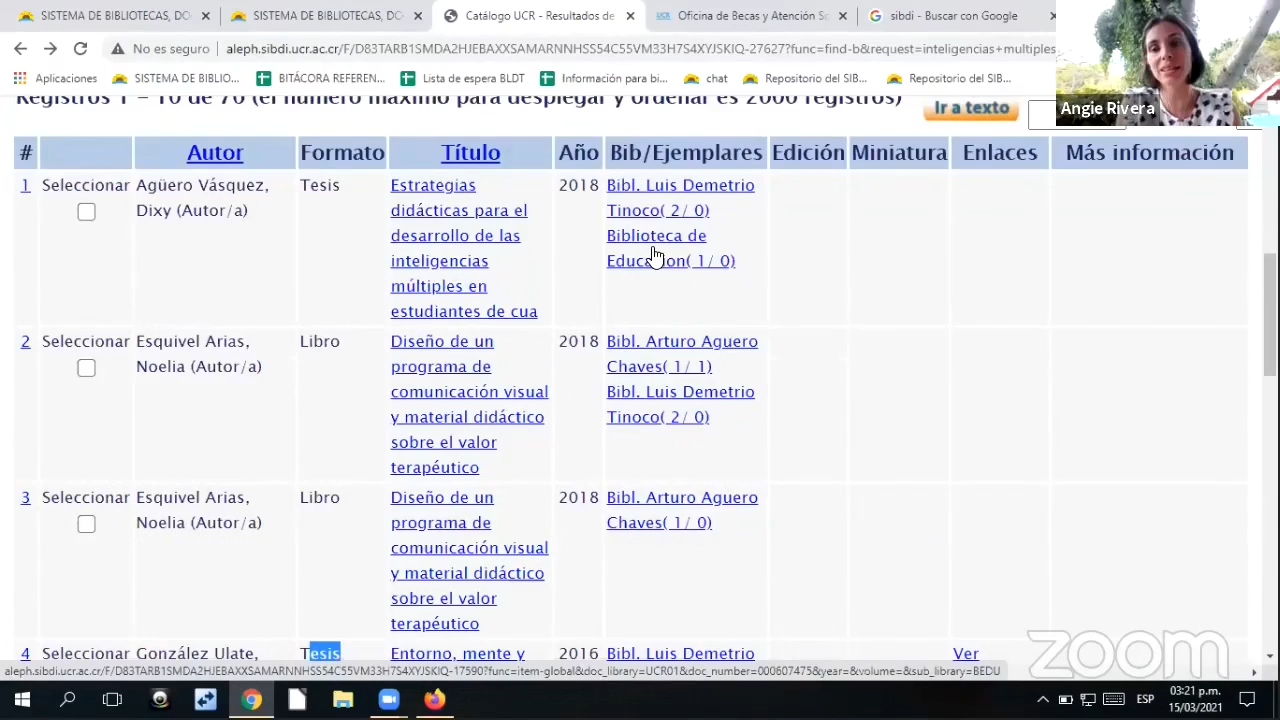 SISTEMA DE BIBLIOTECAS, DO
SISTEMA DE BIBLIOTECAS, DO
Catálogo UCR - Resultados de
Oficina de Becas y Atención So
sibdi - Buscar con Google
No es seguro
aleph.sibdi.ucr.ac.cr/F/D83TARB1SMDA2HJEBAXXSAMARNNHSS54C55VM33H7S4XYJSKIQ-27627?func=find-b&request=inteligencias+multiples
Aplicaciones
SISTEMA DE BIBLIO...
BITÁCORA REFEREN...
Lista de espera BLDT
Información para bi...
chat
Repositorio del SIB...
Repositorio del SIB...
Angie Rivera
Registros 1 - 10 de 70 (el número máximo para desplegar y ordenar es 2000 registros)
Ir a texto
# Autor Formato Título Año Bib/Ejemplares Edición Miniatura Enlaces Más información
1 Seleccionar Agüero Vásquez, Tesis Estrategias 2018 Bibl. Luis Demetrio
Dixy (Autor/a) didácticas para el Tinoco( 2/ 0)
desarrollo de las Biblioteca de
inteligencias Educacion( 1/ 0)
múltiples en
estudiantes de cua
2 Seleccionar Esquivel Arias, Libro Diseño de un 2018 Bibl. Arturo Aguero
Noelia (Autor/a) programa de Chaves( 1/ 1)
comunicación visual Bibl. Luis Demetrio
y material didáctico Tinoco( 2/ 0)
sobre el valor
terapéutico
3 Seleccionar Esquivel Arias, Libro Diseño de un 2018 Bibl. Arturo Aguero
Noelia (Autor/a) programa de Chaves( 1/ 0)
comunicación visual
y material didáctico
sobre el valor
terapéutico
4 Seleccionar González Ulate, Tesis Entorno, mente y 2016 Bibl. Luis Demetrio Ver
zoom
aleph.sibdi.ucr.ac.cr/F/D83TARB1SMDA2HJEBAXXSAMARNNHSS54C55VM33H7S4XYJSKIQ-17590?func=item-global&doc_library=UCR01&doc_number=000607475&year=&volume=&sub_library=BEDU
ESP
03:21 p.m.
15/03/2021